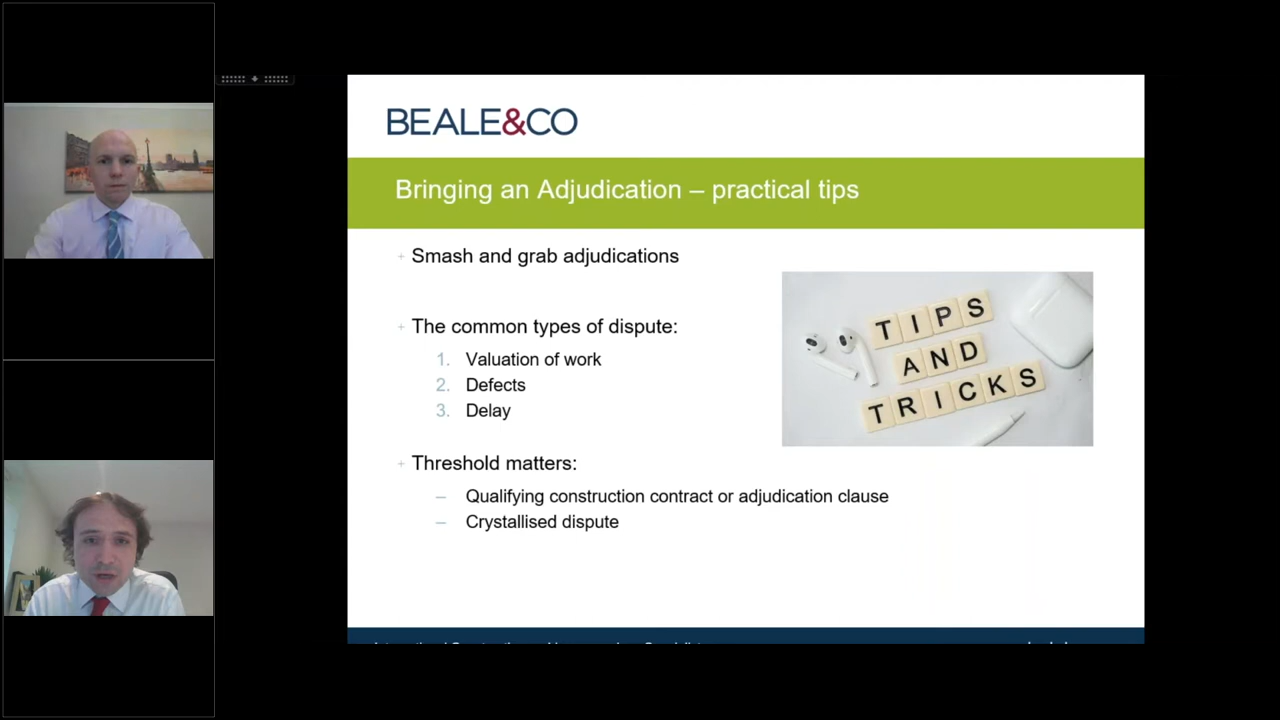 BEALE&CO
Bringing an Adjudication – practical tips
+ Smash and grab adjudications
+ The common types of dispute:
1. Valuation of work
2. Defects
3. Delay
+ Threshold matters:
– Qualifying construction contract or adjudication clause
– Crystallised dispute
TIPS
AND
TRICKS